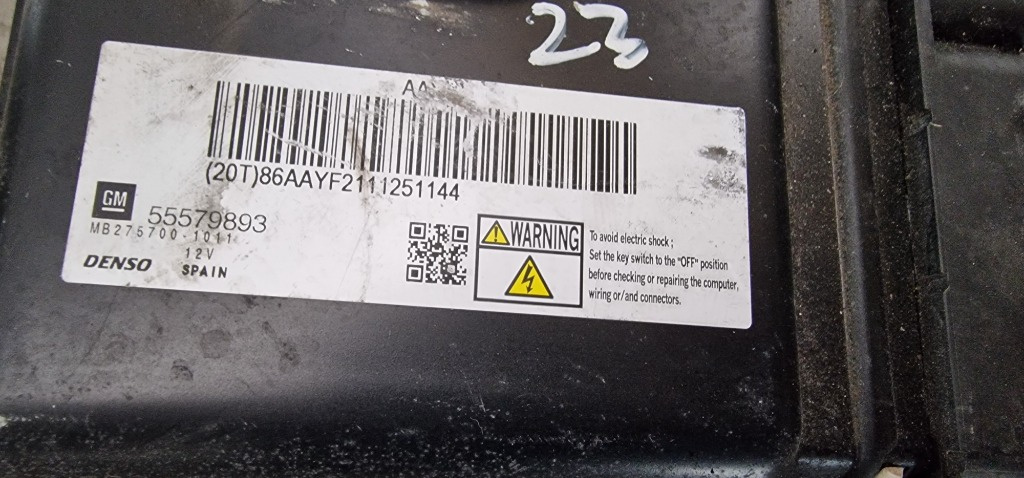 23
(20T)86AAYF2111251144
GM
55579893
MB275700-1011
12V
DENSO SPAIN
WARNING
To avoid electric shock ;
Set the key switch to the "OFF" position
before checking or repairing the computer,
wiring or/and connectors.